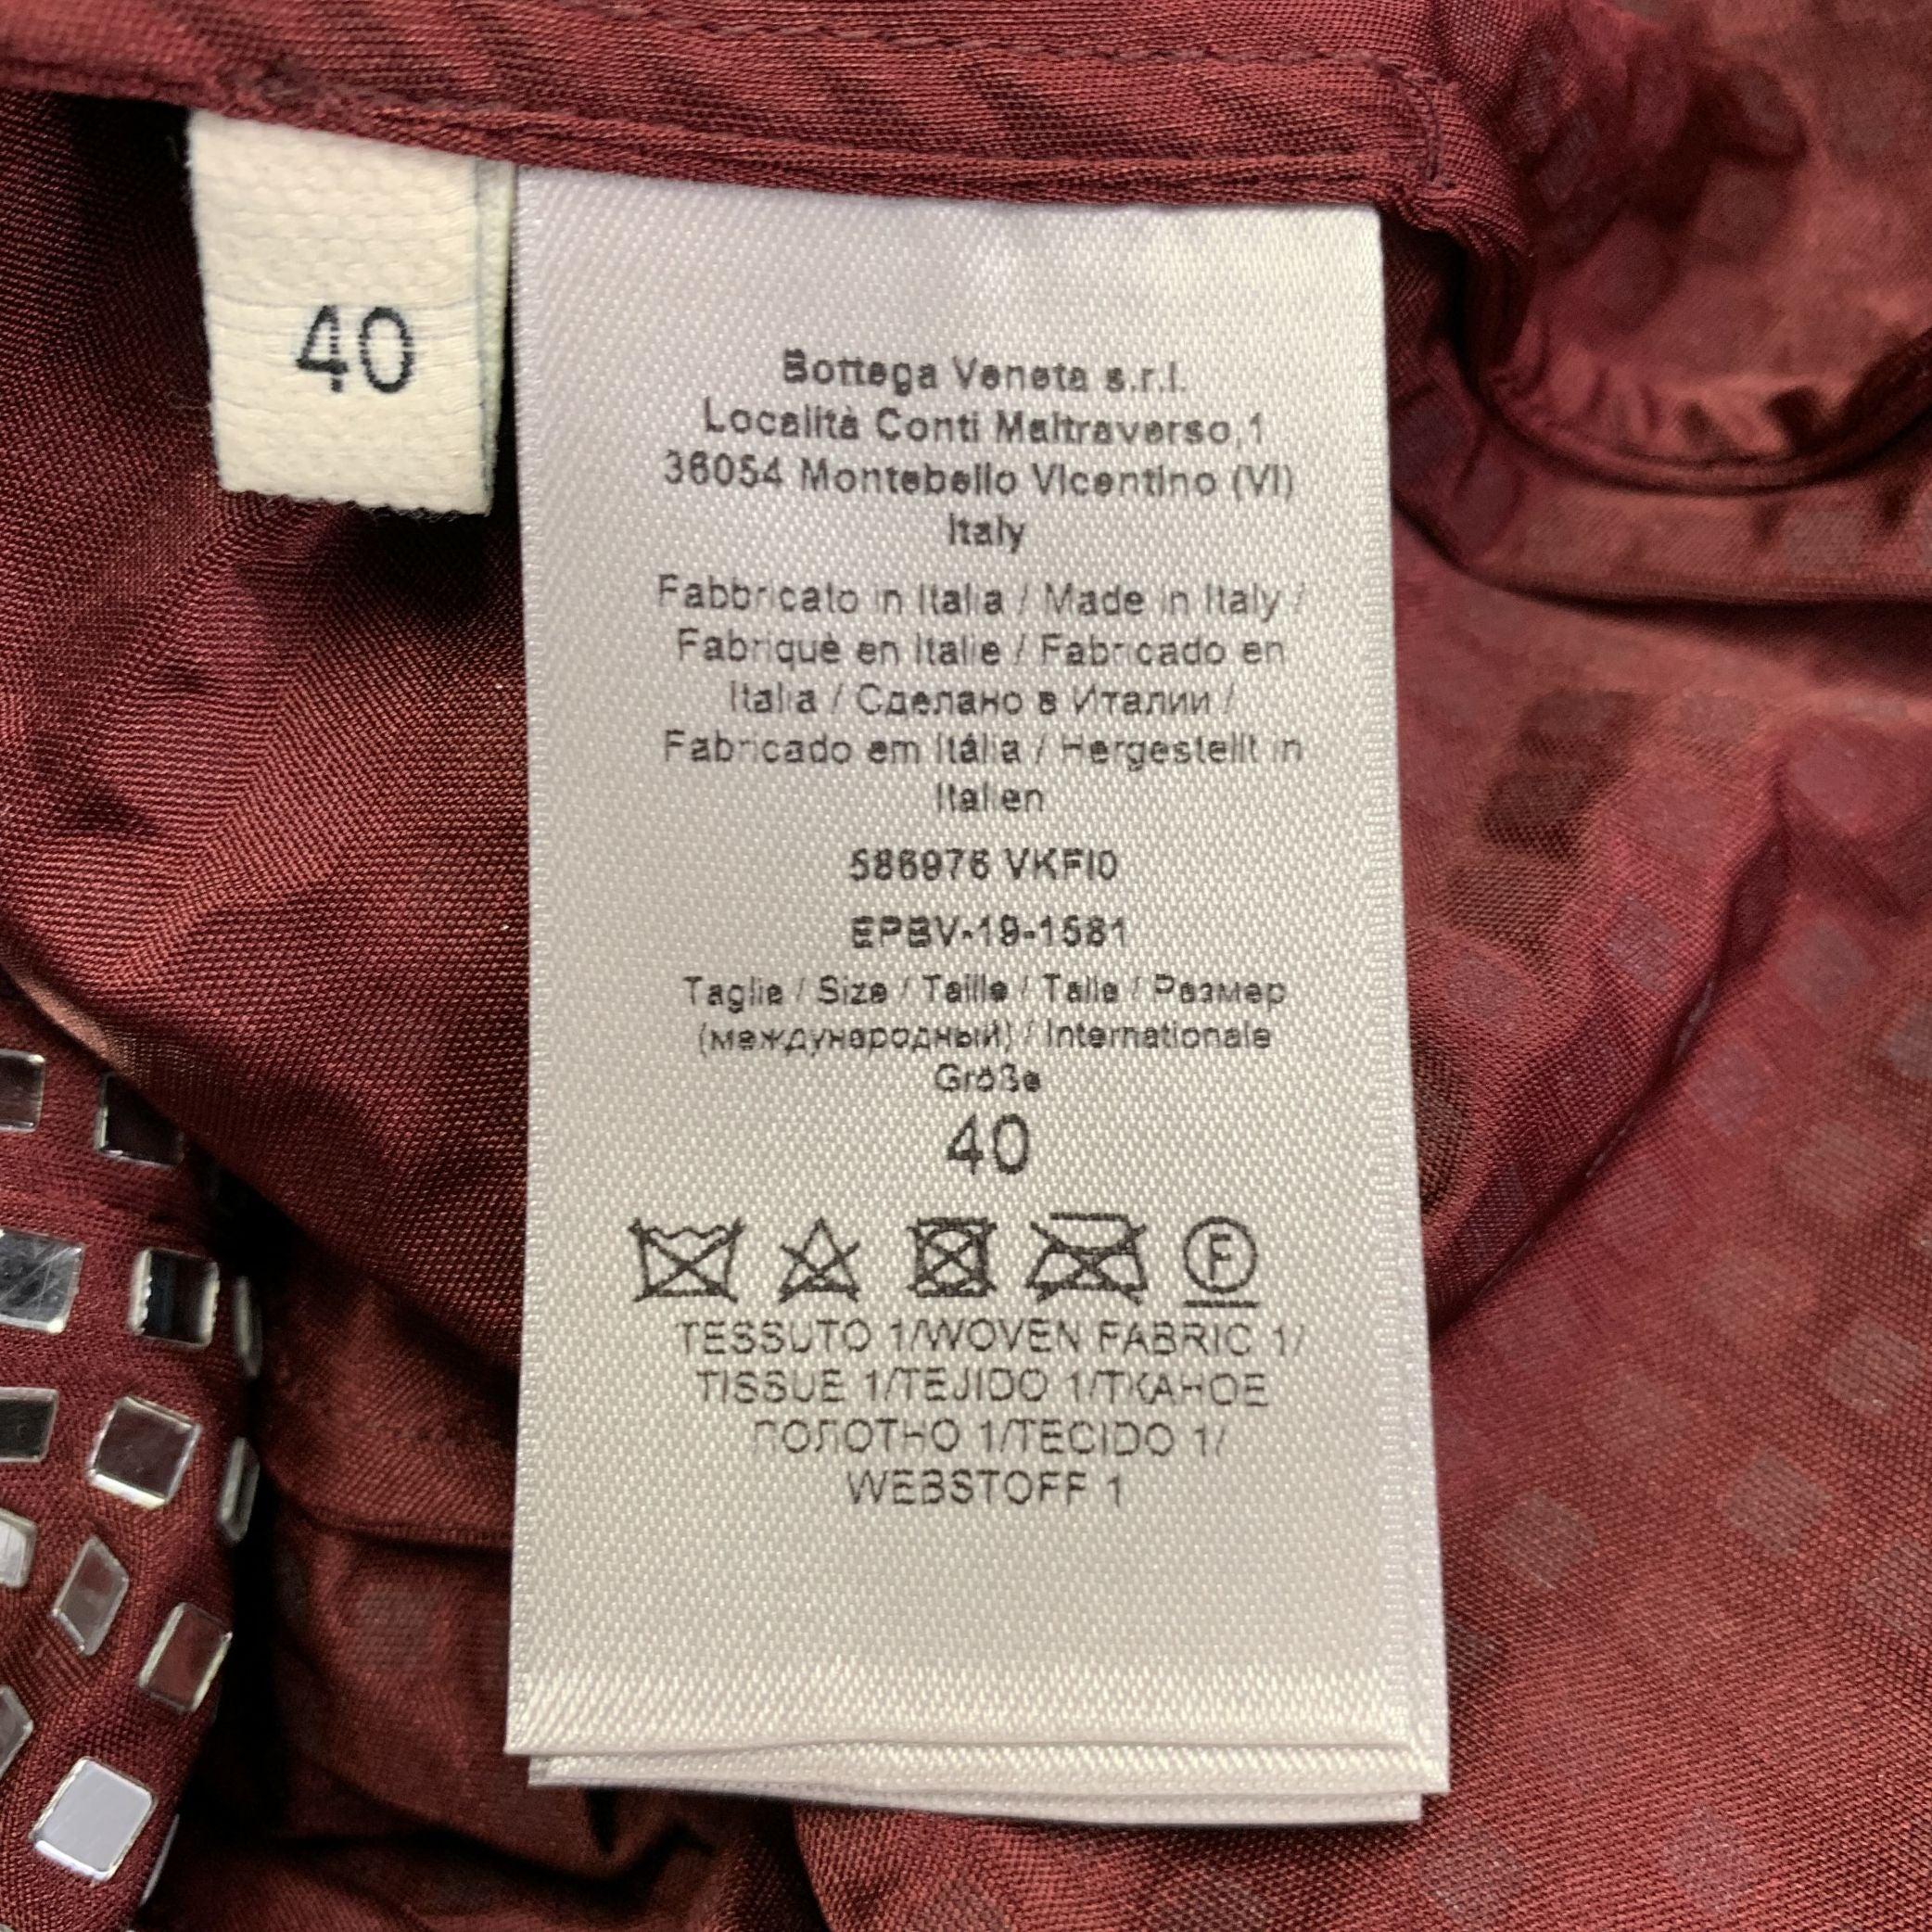 40
Bottega Veneta s.r.l.
Località Conti Maltraverso,1
36054 Montebello Vicentino (VI)
Italy
Fabbricato in Italia / Made in Italy /
Fabriquè en Italie / Fabricado en
Italia / Сделано в Италии /
Fabricado em Itália / Hergestellt in
Italien
586976 VKFI0
EPBV-19-1581
Taglie / Size / Taille / Talle / Размер
(международный) / Internationale
Größe
40
F
TESSUTO 1/WOVEN FABRIC 1/
TISSUE 1/TEJIDO 1/ТКАНОЕ
ПОЛОТНО 1/TECIDO 1/
WEBSTOFF 1